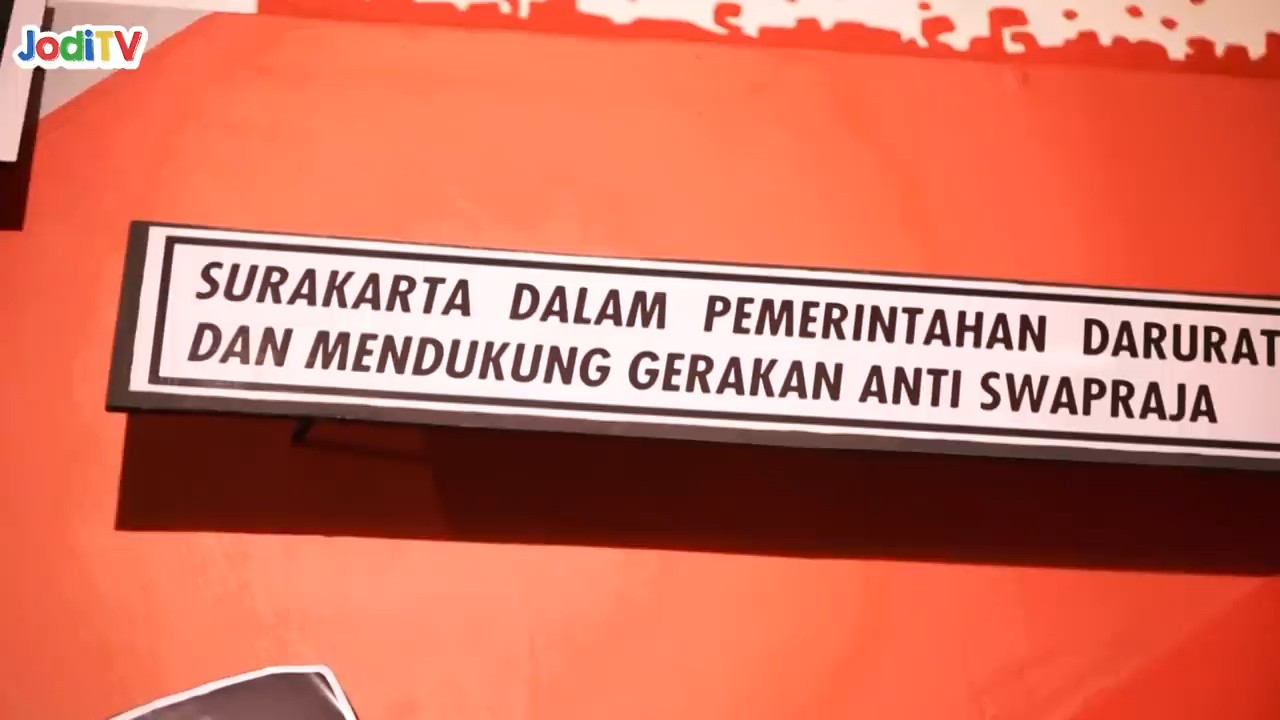 JodiTV
SURAKARTA DALAM PEMERINTAHAN DARURAT
DAN MENDUKUNG GERAKAN ANTI SWAPRAJA